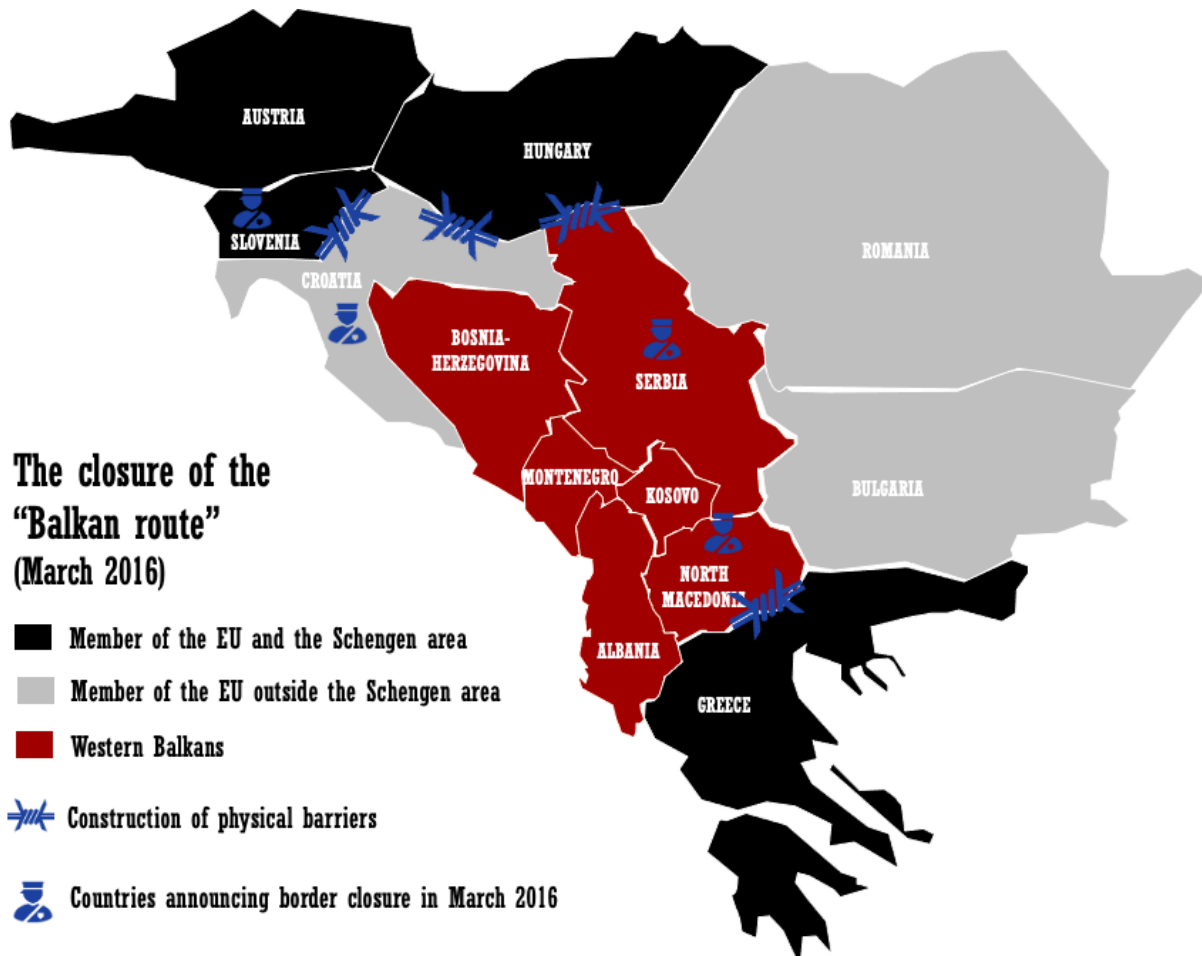 AUSTRIA
HUNGARY
SLOVENIA
CROATIA
ROMANIA
BOSNIA-
HERZEGOVINA
SERBIA
MONTENEGRO
KOSOVO
BULGARIA
NORTH
MACEDONIA
ALBANIA
GREECE
The closure of the
“Balkan route”
(March 2016)
Member of the EU and the Schengen area
Member of the EU outside the Schengen area
Western Balkans
Construction of physical barriers
Countries announcing border closure in March 2016